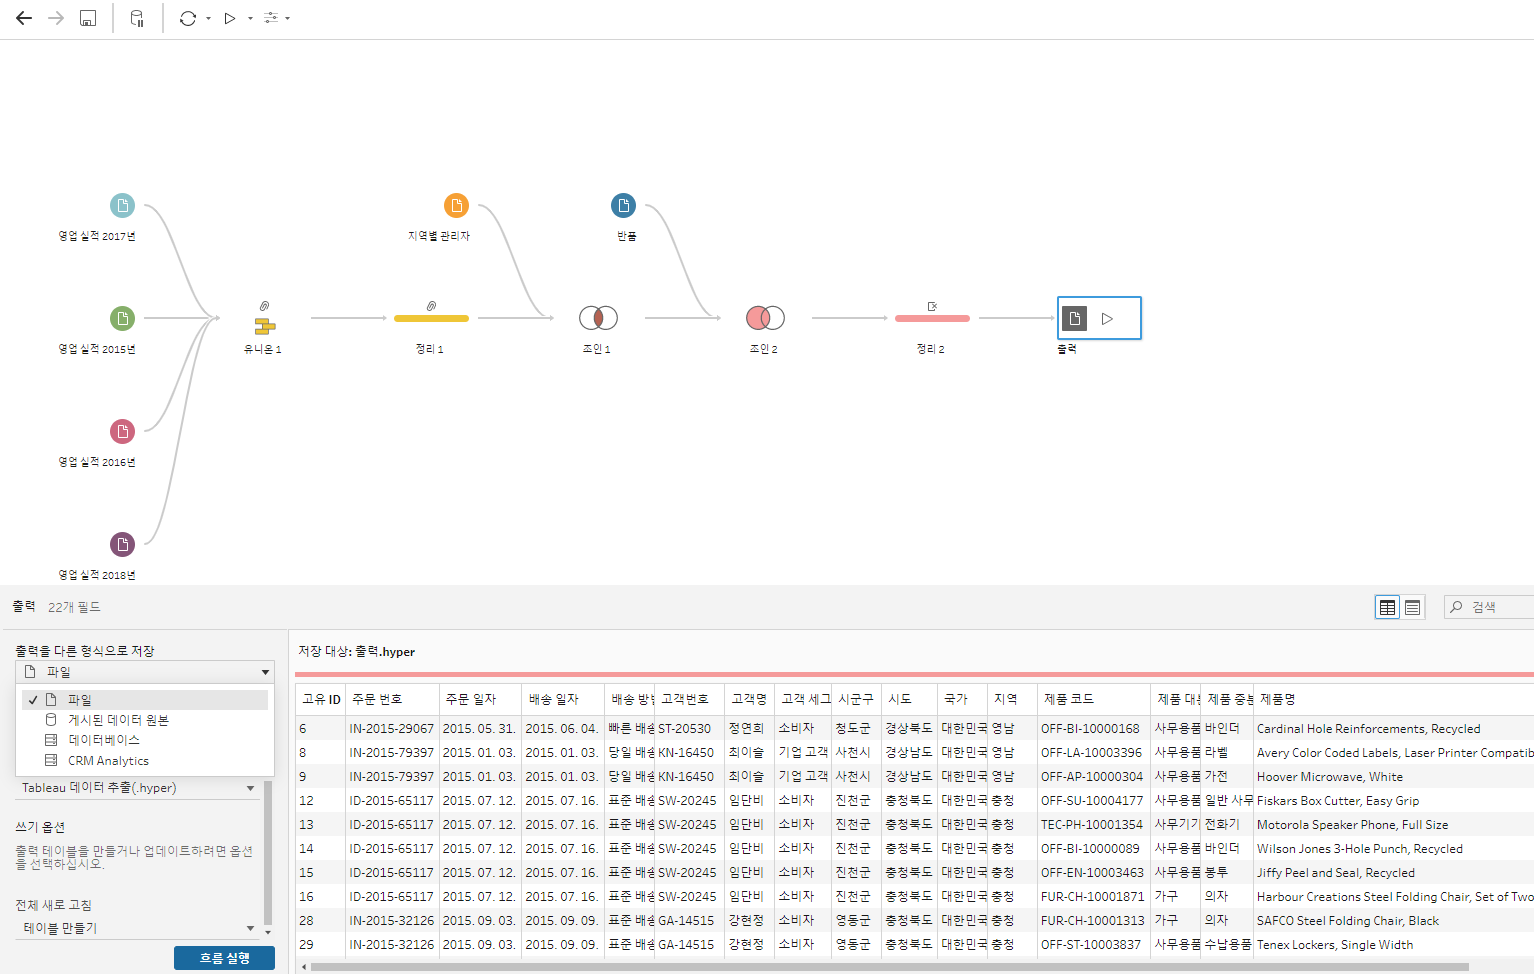 영업 실적 2017년
지역별 관리자
반품
영업 실적 2015년
유니온 1
정리 1
조인 1
조인 2
정리 2
출력
영업 실적 2016년
영업 실적 2018년
출력 22개 필드
검색
출력을 다른 형식으로 저장
파일
파일
게시된 데이터 원본
데이터베이스
CRM Analytics
Tableau 데이터 추출(.hyper)
쓰기 옵션
출력 테이블을 만들거나 업데이트하려면 옵션
을 선택하십시오.
전체 새로 고침
테이블 만들기
흐름 실행
저장 대상: 출력.hyper
고유 ID 주문 번호 주문 일자 배송 일자 배송 방 고객번호 고객명 고객 세그 시군구 시도 국가 지역 제품 코드 제품 대 제품 중 제품명
6 IN-2015-29067 2015. 05. 31. 2015. 06. 04. 빠른 배송 ST-20530 정연희 소비자 청도군 경상북도 대한민국 영남 OFF-BI-10000168 사무용품 바인더 Cardinal Hole Reinforcements, Recycled
8 IN-2015-79397 2015. 01. 03. 2015. 01. 03. 당일 배송 KN-16450 최이슬 기업 고객 사천시 경상남도 대한민국 영남 OFF-LA-10003396 사무용품 라벨 Avery Color Coded Labels, Laser Printer Compatib
9 IN-2015-79397 2015. 01. 03. 2015. 01. 03. 당일 배송 KN-16450 최이슬 기업 고객 사천시 경상남도 대한민국 영남 OFF-AP-10000304 사무용품 가전 Hoover Microwave, White
12 ID-2015-65117 2015. 07. 12. 2015. 07. 16. 표준 배송 SW-20245 임단비 소비자 진천군 충청북도 대한민국 충청 OFF-SU-10004177 사무용품 일반 사무 Fiskars Box Cutter, Easy Grip
13 ID-2015-65117 2015. 07. 12. 2015. 07. 16. 표준 배송 SW-20245 임단비 소비자 진천군 충청북도 대한민국 충청 TEC-PH-10001354 사무기기 전화기 Motorola Speaker Phone, Full Size
14 ID-2015-65117 2015. 07. 12. 2015. 07. 16. 표준 배송 SW-20245 임단비 소비자 진천군 충청북도 대한민국 충청 OFF-BI-10000089 사무용품 바인더 Wilson Jones 3-Hole Punch, Recycled
15 ID-2015-65117 2015. 07. 12. 2015. 07. 16. 표준 배송 SW-20245 임단비 소비자 진천군 충청북도 대한민국 충청 OFF-EN-10003463 사무용품 봉투 Jiffy Peel and Seal, Recycled
16 ID-2015-65117 2015. 07. 12. 2015. 07. 16. 표준 배송 SW-20245 임단비 소비자 진천군 충청북도 대한민국 충청 FUR-CH-10001871 가구 의자 Harbour Creations Steel Folding Chair, Set of Two
28 IN-2015-32126 2015. 09. 03. 2015. 09. 09. 표준 배송 GA-14515 강현정 소비자 영동군 충청북도 대한민국 충청 FUR-CH-10001313 가구 의자 SAFCO Steel Folding Chair, Black
29 IN-2015-32126 2015. 09. 03. 2015. 09. 09. 표준 배송 GA-14515 강현정 소비자 영동군 충청북도 대한민국 충청 OFF-ST-10003837 사무용품 수납용품 Tenex Lockers, Single Width